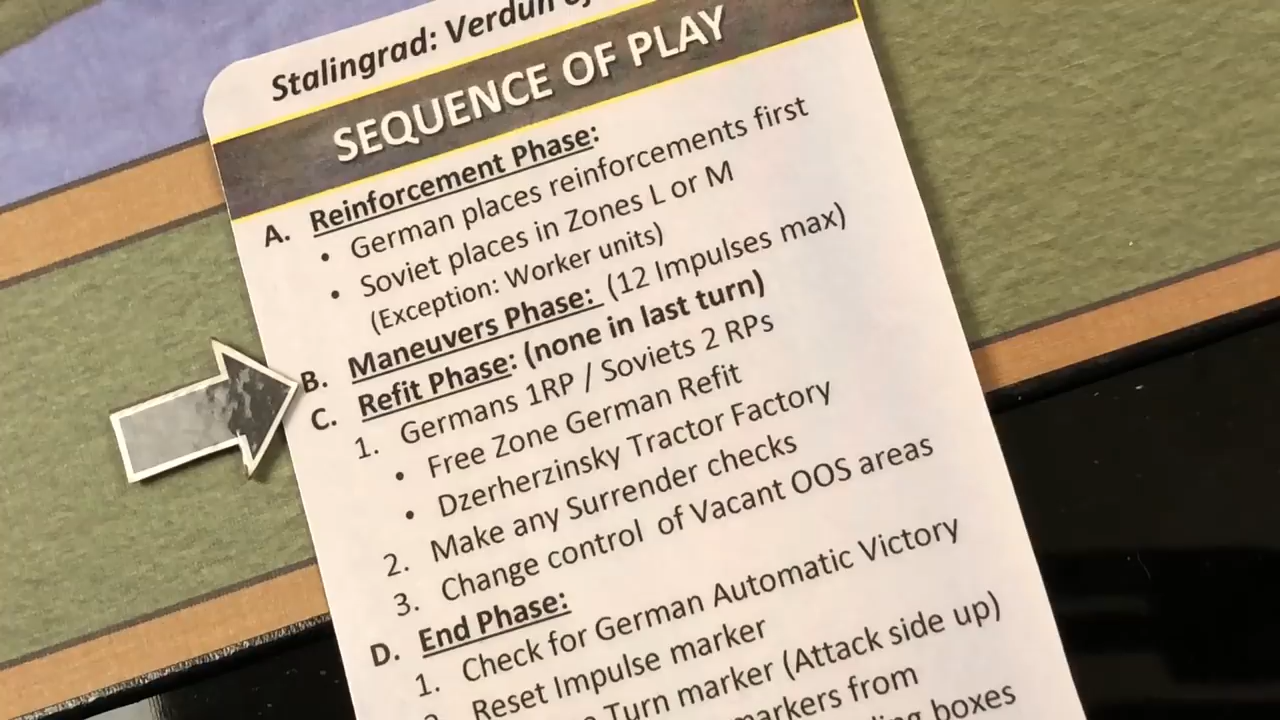 Stalingrad: Verdun
SEQUENCE OF PLAY
A. Reinforcement Phase:
• German places reinforcements first
• Soviet places in Zones L or M
(Exception: Worker units)
B. Maneuvers Phase: (12 Impulses max)
C. Refit Phase: (none in last turn)
1. Germans 1RP / Soviets 2 RPs
• Free Zone German Refit
• Dzerherzinsky Tractor Factory
2. Make any Surrender checks
3. Change control of Vacant OOS areas
D. End Phase:
1. Check for German Automatic Victory
Reset Impulse marker
Turn marker (Attack side up)
from
boxes